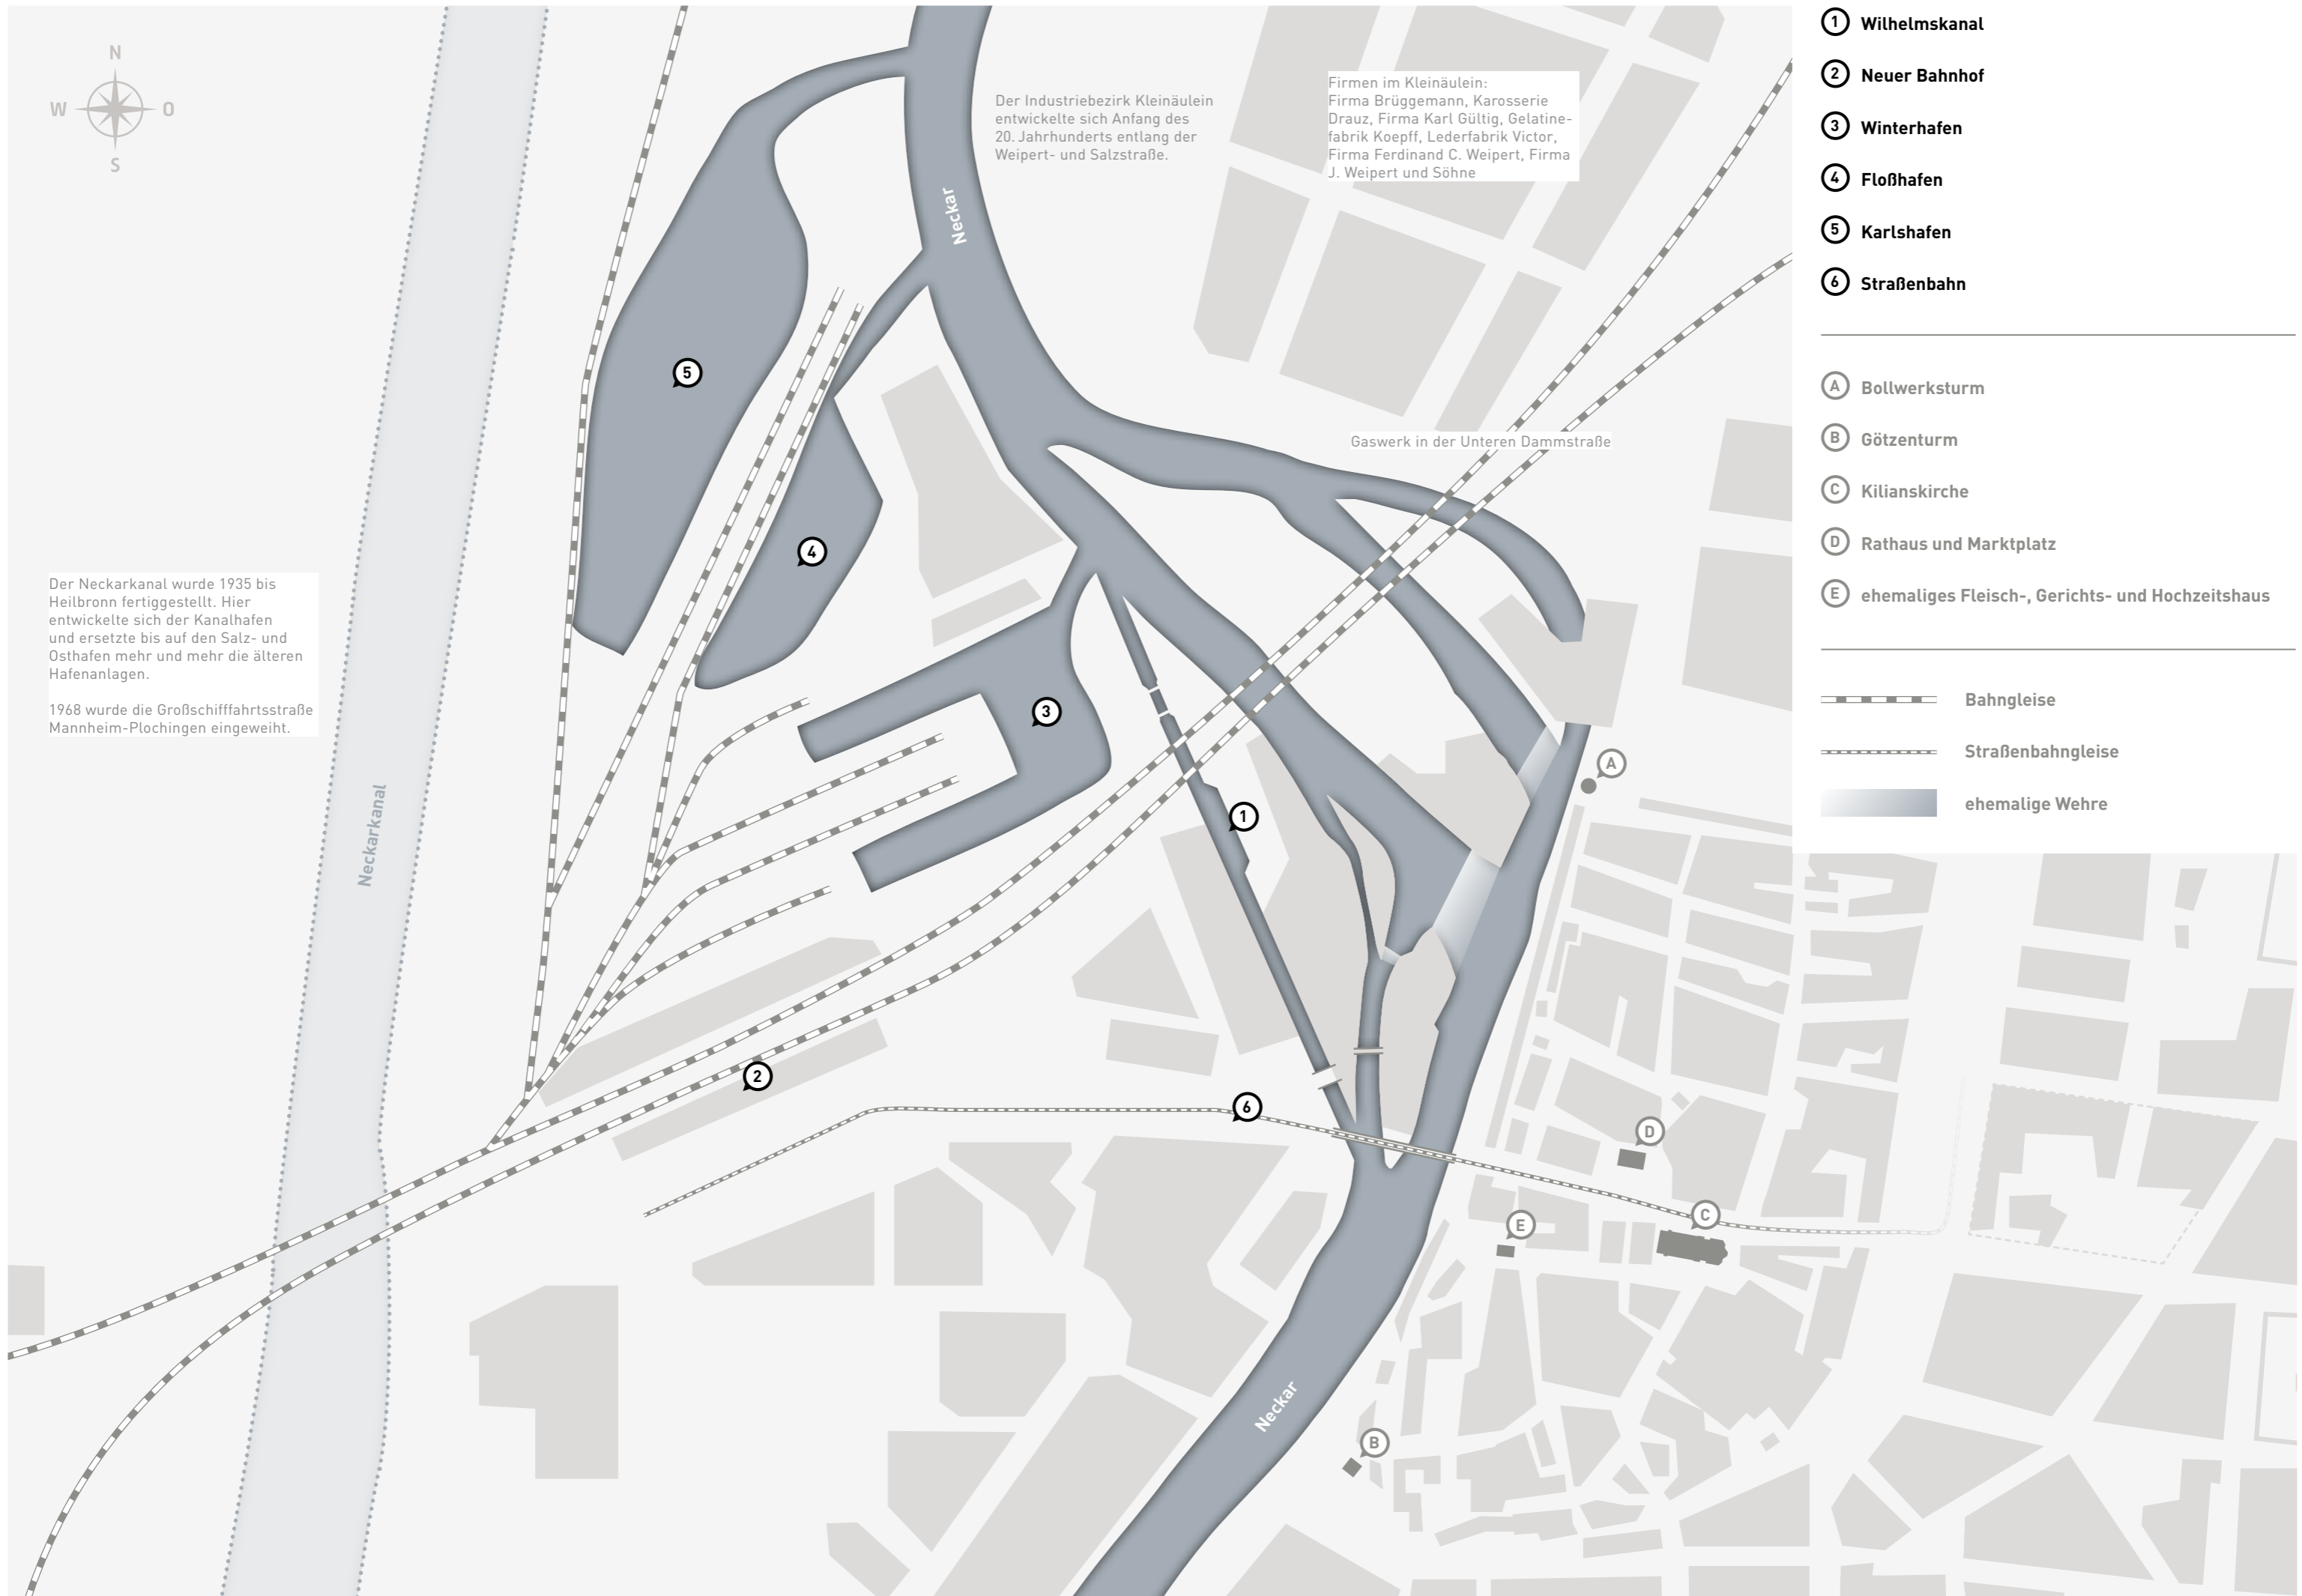 N
W
O
S
Der Industriebezirk Kleinäulein
entwickelte sich Anfang des
20. Jahrhunderts entlang der
Weipert- und Salzstraße.
Firmen im Kleinäulein:
Firma Brüggemann, Karosserie
Drauz, Firma Karl Gültig, Gelatine-
fabrik Koepff, Lederfabrik Victor,
Firma Ferdinand C. Weipert, Firma
J. Weipert und Söhne
Neckar
5
Gaswerk in der Unteren Dammstraße
4
Der Neckarkanal wurde 1935 bis
Heilbronn fertiggestellt. Hier
entwickelte sich der Kanalhafen
und ersetzte bis auf den Salz- und
Osthafen mehr und mehr die älteren
Hafenanlagen.
1968 wurde die Großschifffahrtsstraße
Mannheim-Plochingen eingeweiht.
3
A
1
Neckarkanal
2
6
D
C
E
Neckar
B
1 Wilhelmskanal
2 Neuer Bahnhof
3 Winterhafen
4 Floßhafen
5 Karlshafen
6 Straßenbahn
A Bollwerksturm
B Götzenturm
C Kilianskirche
D Rathaus und Marktplatz
E ehemaliges Fleisch-, Gerichts- und Hochzeitshaus
Bahngleise
Straßenbahngleise
ehemalige Wehre